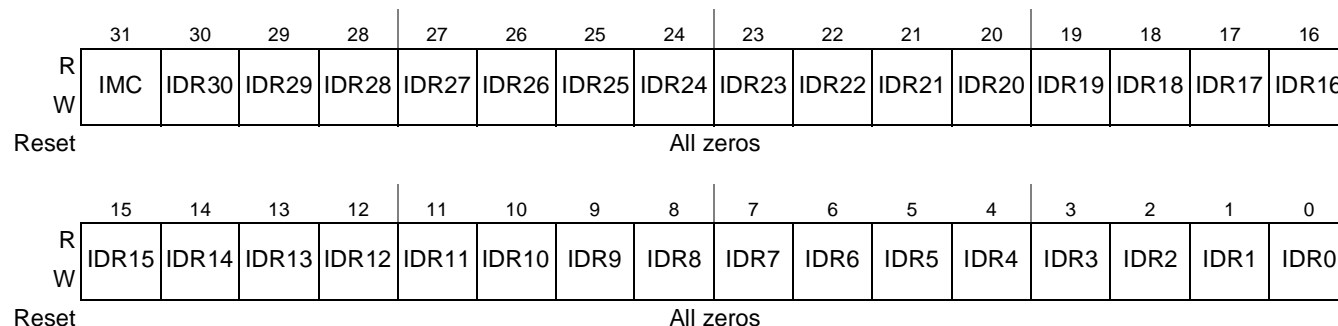 31 30 29 28 27 26 25 24 23 22 21 20 19 18 17 16
R
W
IMC IDR30 IDR29 IDR28 IDR27 IDR26 IDR25 IDR24 IDR23 IDR22 IDR21 IDR20 IDR19 IDR18 IDR17 IDR16
Reset All zeros
15 14 13 12 11 10 9 8 7 6 5 4 3 2 1 0
R
W
IDR15 IDR14 IDR13 IDR12 IDR11 IDR10 IDR9 IDR8 IDR7 IDR6 IDR5 IDR4 IDR3 IDR2 IDR1 IDR0
Reset All zeros